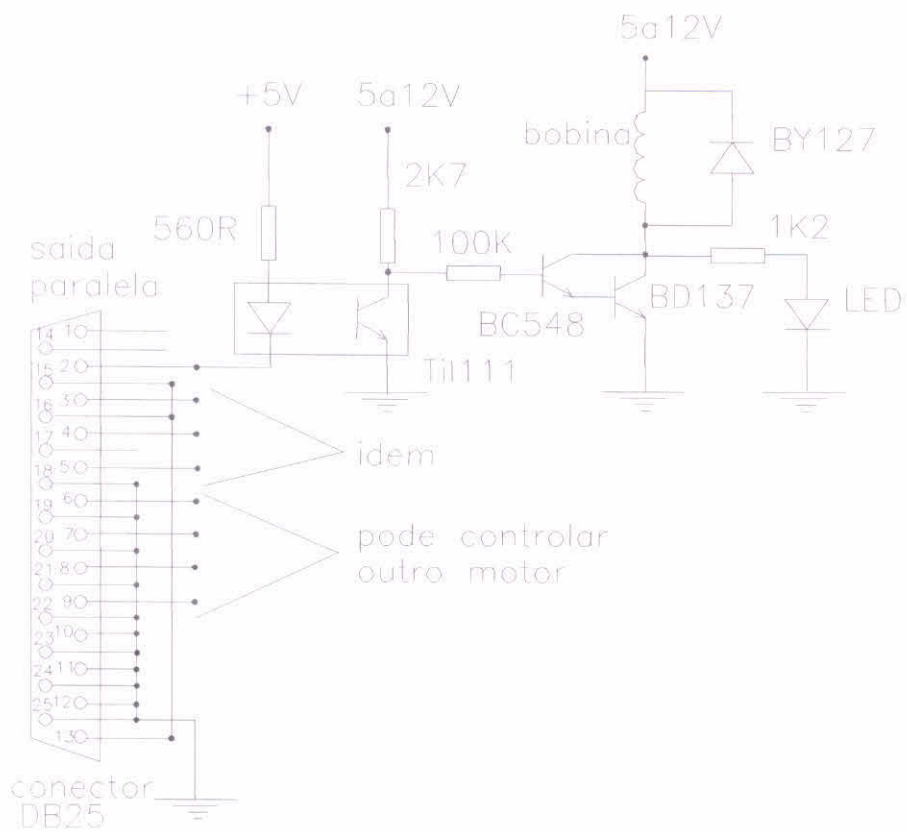 5a12V
+5V
5a12V
bobina
BY127
2K7
560R
100K
1K2
saida
paralela
BC548
BD137
LED
Til111
14
1
15
2
16
3
17
4
18
5
19
6
20
7
21
8
22
9
23
10
24
11
25
12
13
idem
pode controlar
outro motor
conector
DB25